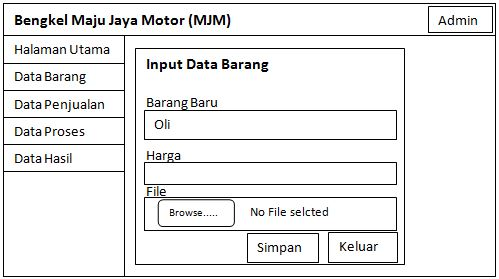 Bengkel Maju Jaya Motor (MJM)
Admin
Halaman Utama
Data Barang
Data Penjualan
Data Proses
Data Hasil
Input Data Barang
Barang Baru
Oli
Harga
File
Browse.....
No File selcted
Simpan
Keluar